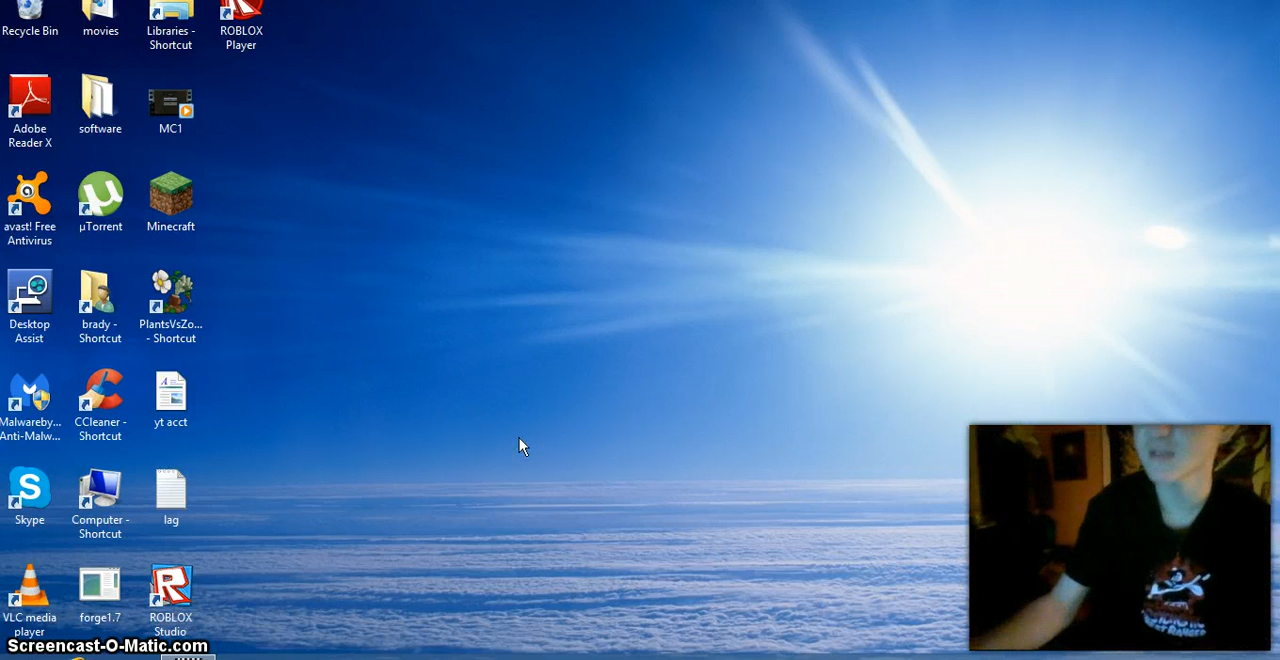 Recycle Bin
movies
Libraries -
Shortcut
ROBLOX
Player
Adobe
Reader X
software
MC1
avast! Free
Antivirus
µTorrent
Minecraft
Desktop
Assist
brady -
Shortcut
PlantsVsZo...
- Shortcut
Malwareby...
Anti-Malw...
CCleaner -
Shortcut
yt acct
Skype
Computer -
Shortcut
lag
VLC media
player
forge1.7
ROBLOX
Studio
Screencast-O-Matic.com